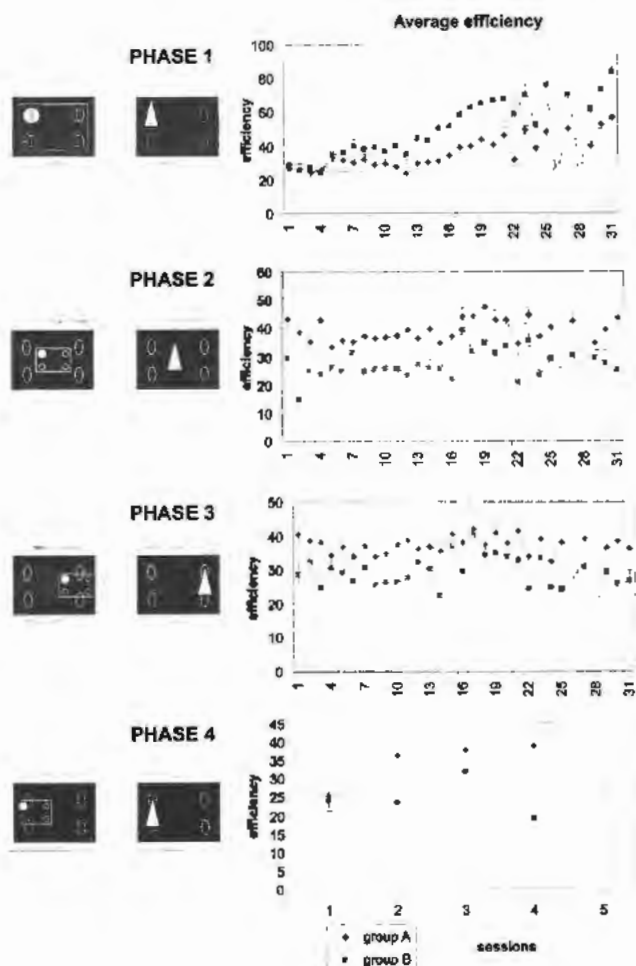 Average efficiency
PHASE 1
efficiency
100
80
60
40
20
0
1 4 7 10 13 16 19 22 25 28 31
PHASE 2
efficiency
60
50
40
30
20
10
0
1 4 7 10 13 16 19 22 25 28 31
PHASE 3
efficiency
50
40
30
20
10
0
1 4 7 10 13 16 19 22 25 28 31
PHASE 4
efficiency
45
40
35
30
25
20
15
10
5
0
1 2 3 4 5
group A
group B
sessions